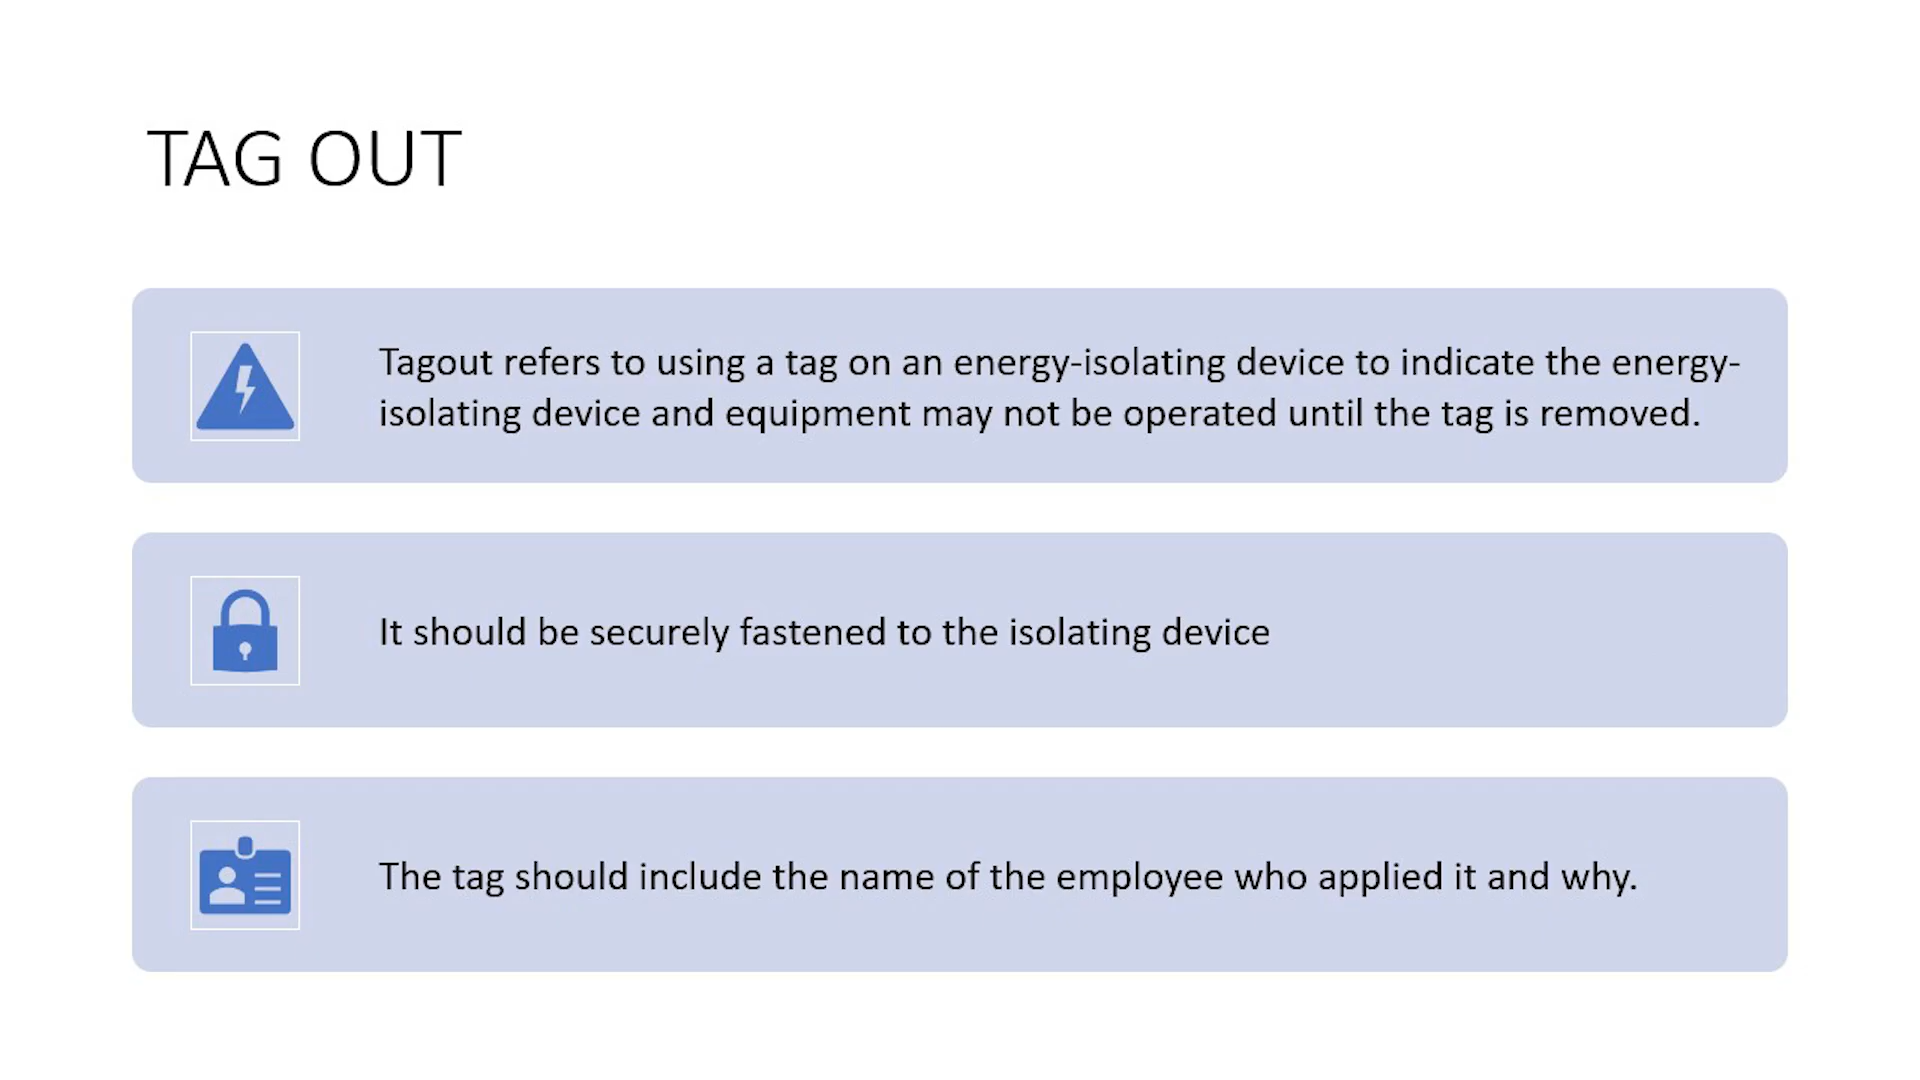 TAG OUT
Tagout refers to using a tag on an energy-isolating device to indicate the energy-
isolating device and equipment may not be operated until the tag is removed.
It should be securely fastened to the isolating device
The tag should include the name of the employee who applied it and why.